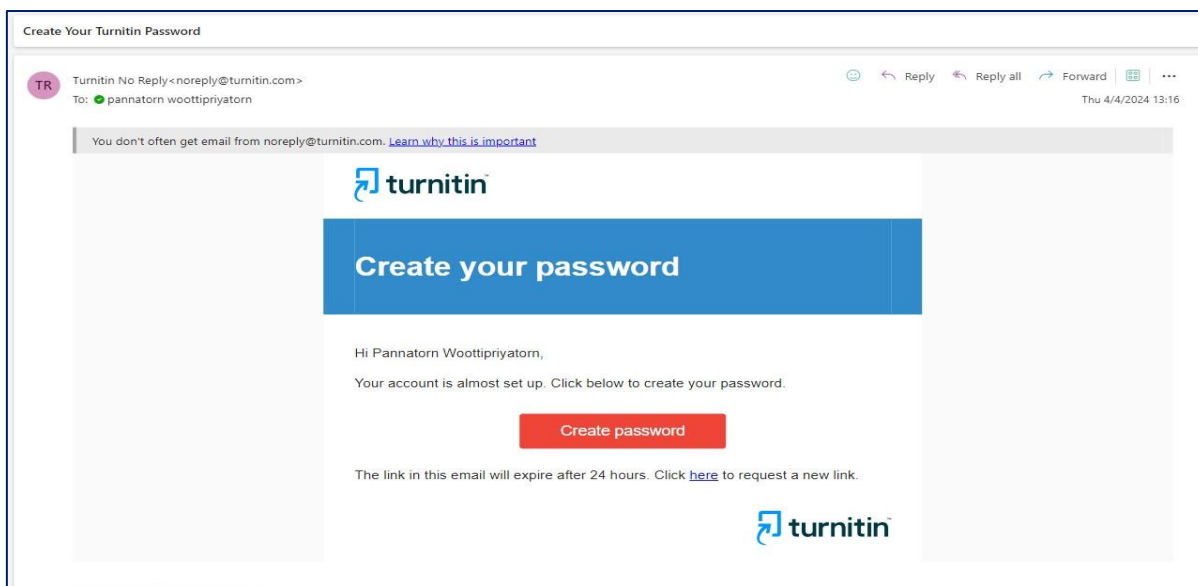 Create Your Turnitin Password
TR
Turnitin No Reply<noreply@turnitin.com>
Reply
Reply all
Forward
To: pannatorn woottipriyatorn
Thu 4/4/2024 13:16
You don't often get email from noreply@turnitin.com. Learn why this is important
turnitin
Create your password
Hi Pannatorn Woottipriyatorn,
Your account is almost set up. Click below to create your password.
Create password
The link in this email will expire after 24 hours. Click here to request a new link.
turnitin